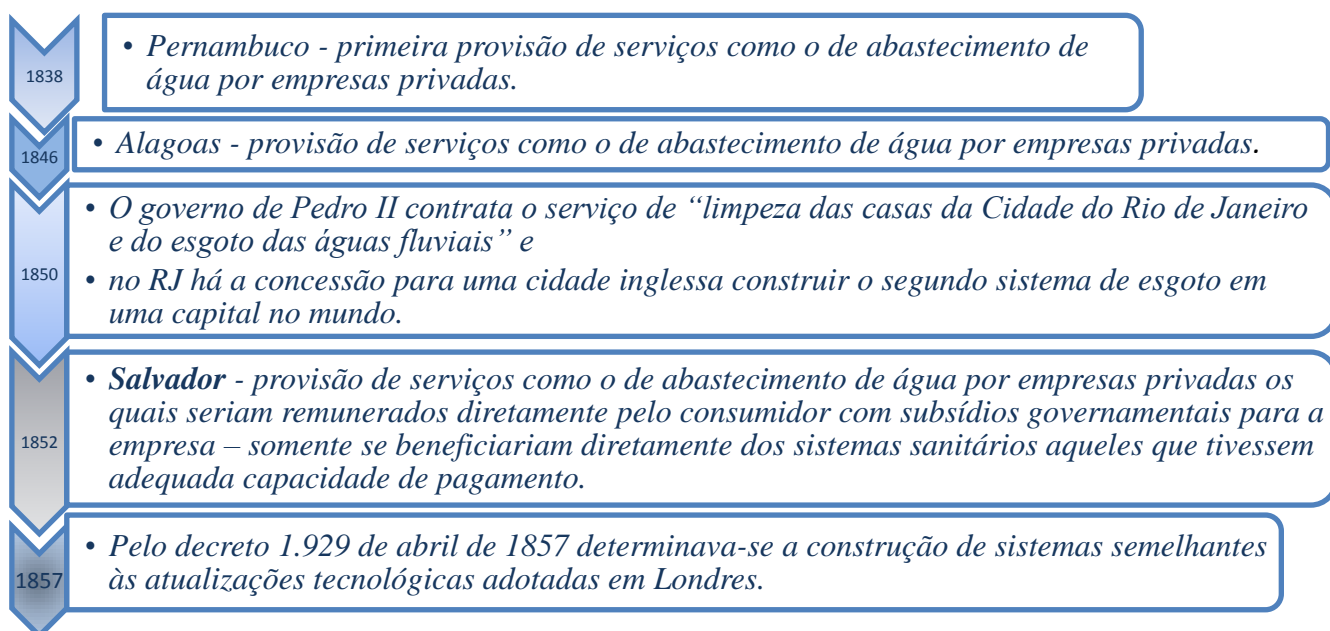 1838
• Pernambuco - primeira provisão de serviços como o de abastecimento de
água por empresas privadas.
1846
• Alagoas - provisão de serviços como o de abastecimento de água por empresas privadas.
1850
• O governo de Pedro II contrata o serviço de “limpeza das casas da Cidade do Rio de Janeiro
e do esgoto das águas fluviais” e
• no RJ há a concessão para uma cidade inglessa construir o segundo sistema de esgoto em
uma capital no mundo.
1852
• Salvador - provisão de serviços como o de abastecimento de água por empresas privadas os
quais seriam remunerados diretamente pelo consumidor com subsídios governamentais para a
empresa – somente se beneficiariam diretamente dos sistemas sanitários aqueles que tivessem
adequada capacidade de pagamento.
1857
• Pelo decreto 1.929 de abril de 1857 determinava-se a construção de sistemas semelhantes
às atualizações tecnológicas adotadas em Londres.